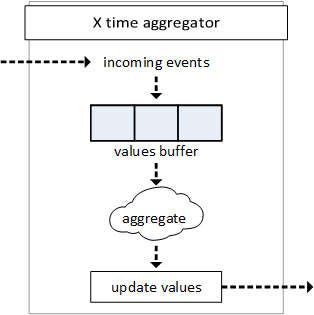 X time aggregator
incoming events
values buffer
aggregate
update values